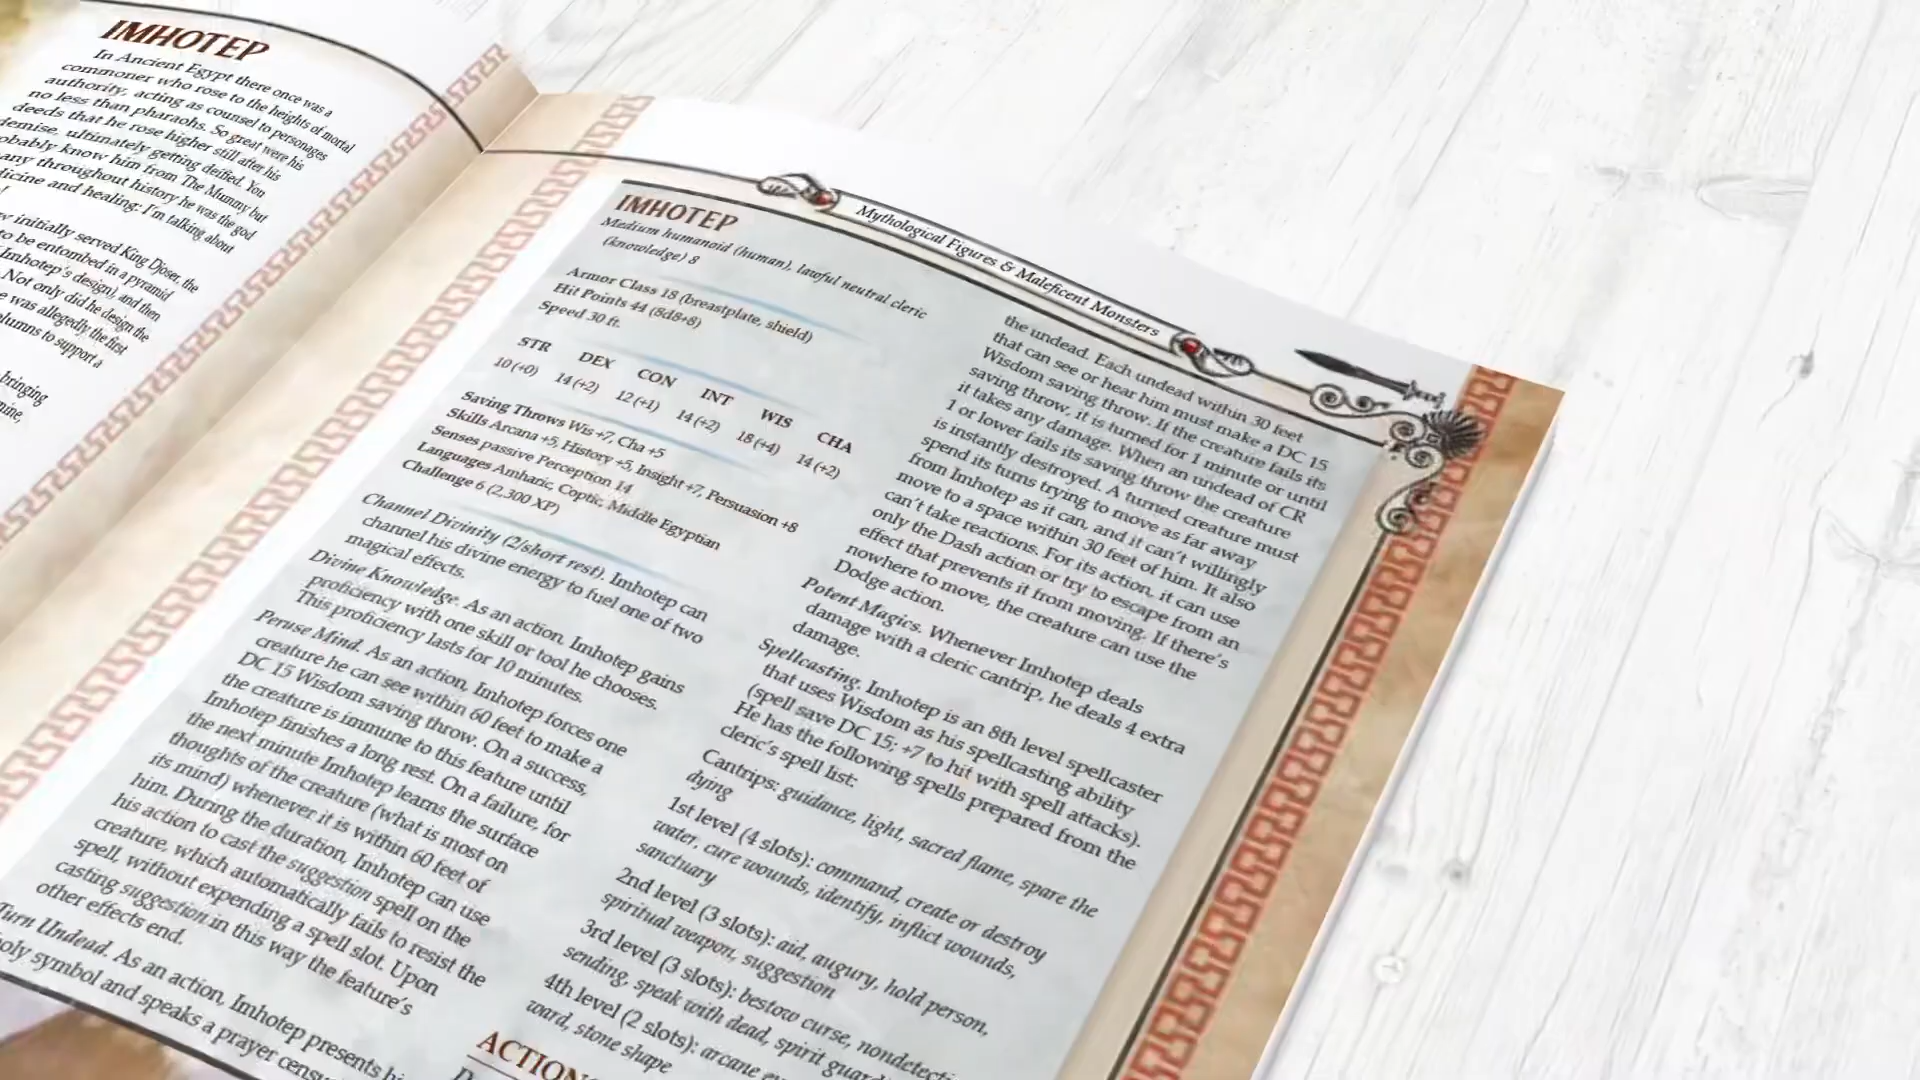 IMHOTEP
In Ancient Egypt there once was a
commoner who rose to the heights of mortal
authority, acting as counsel to personages
no less than pharaohs. So great were his
deeds that he rose higher still after his
demise, ultimately getting deified. You
know him from The Mummy but
any throughout history he was the god
and healing: I'm talking about
initially served King Djoser, the
to be entombed in a pyramid
Imhotep's design), and then
Not only did he design the
was allegedly the first
to support a
bringing
Mythological Figures & Maleficent Monsters
IMHOTEP
Medium humanoid (human), lawful neutral cleric
(knowledge) 8
Armor Class 18 (breastplate, shield)
Hit Points 44 (8d8+8)
Speed 30 ft.
STR DEX CON INT WIS CHA
10 (+0) 14 (+2) 12 (+1) 14 (+2) 18 (+4) 14 (+2)
Saving Throws Wis +7, Cha +5
Skills Arcana +5, History +5, Insight +7, Persuasion +8
Senses passive Perception 14
Languages Amharic, Coptic, Middle Egyptian
Challenge 6 (2,300 XP)
Channel Divinity (2/short rest). Imhotep can
channel his divine energy to fuel one of two
magical effects.
Divine Knowledge. As an action, Imhotep gains
proficiency with one skill or tool he chooses.
This proficiency lasts for 10 minutes.
Peruse Mind. As an action, Imhotep forces one
creature he can see within 60 feet to make a
DC 15 Wisdom saving throw. On a success,
the creature is immune to this feature until
Imhotep finishes a long rest. On a failure, for
the next minute Imhotep learns the surface
thoughts of the creature (what is most on
its mind) whenever it is within 60 feet of
him. During the duration, Imhotep can use
his action to cast the suggestion spell on the
creature, which automatically fails to resist the
spell, without expending a spell slot. Upon
casting suggestion in this way the feature's
other effects end.
Turn Undead. As an action, Imhotep presents
holy symbol and speaks a prayer
the undead. Each undead within 30 feet
that can see or hear him must make a DC 15
Wisdom saving throw. If the creature fails its
saving throw, it is turned for 1 minute or until
it takes any damage. When an undead of CR
1 or lower fails its saving throw the creature
is instantly destroyed. A turned creature must
spend its turns trying to move as far away
from Imhotep as it can, and it can't willingly
move to a space within 30 feet of him. It also
can't take reactions. For its action, it can use
only the Dash action or try to escape from an
effect that prevents it from moving. If there's
nowhere to move, the creature can use the
Dodge action.
Potent Magics. Whenever Imhotep deals
damage with a cleric cantrip, he deals 4 extra
damage.
Spellcasting. Imhotep is an 8th level spellcaster
that uses Wisdom as his spellcasting ability
(spell save DC 15; +7 to hit with spell attacks).
He has the following spells prepared from the
cleric's spell list:
Cantrips: guidance, light, sacred flame, spare the
dying
1st level (4 slots): command, create or destroy
water, cure wounds, identify, inflict wounds,
sanctuary
2nd level (3 slots): aid, augury, hold person,
spiritual weapon, suggestion
3rd level (3 slots): bestow curse,
sending, speak with dead, spirit
4th level (2 slots): arcane
ward, stone shape